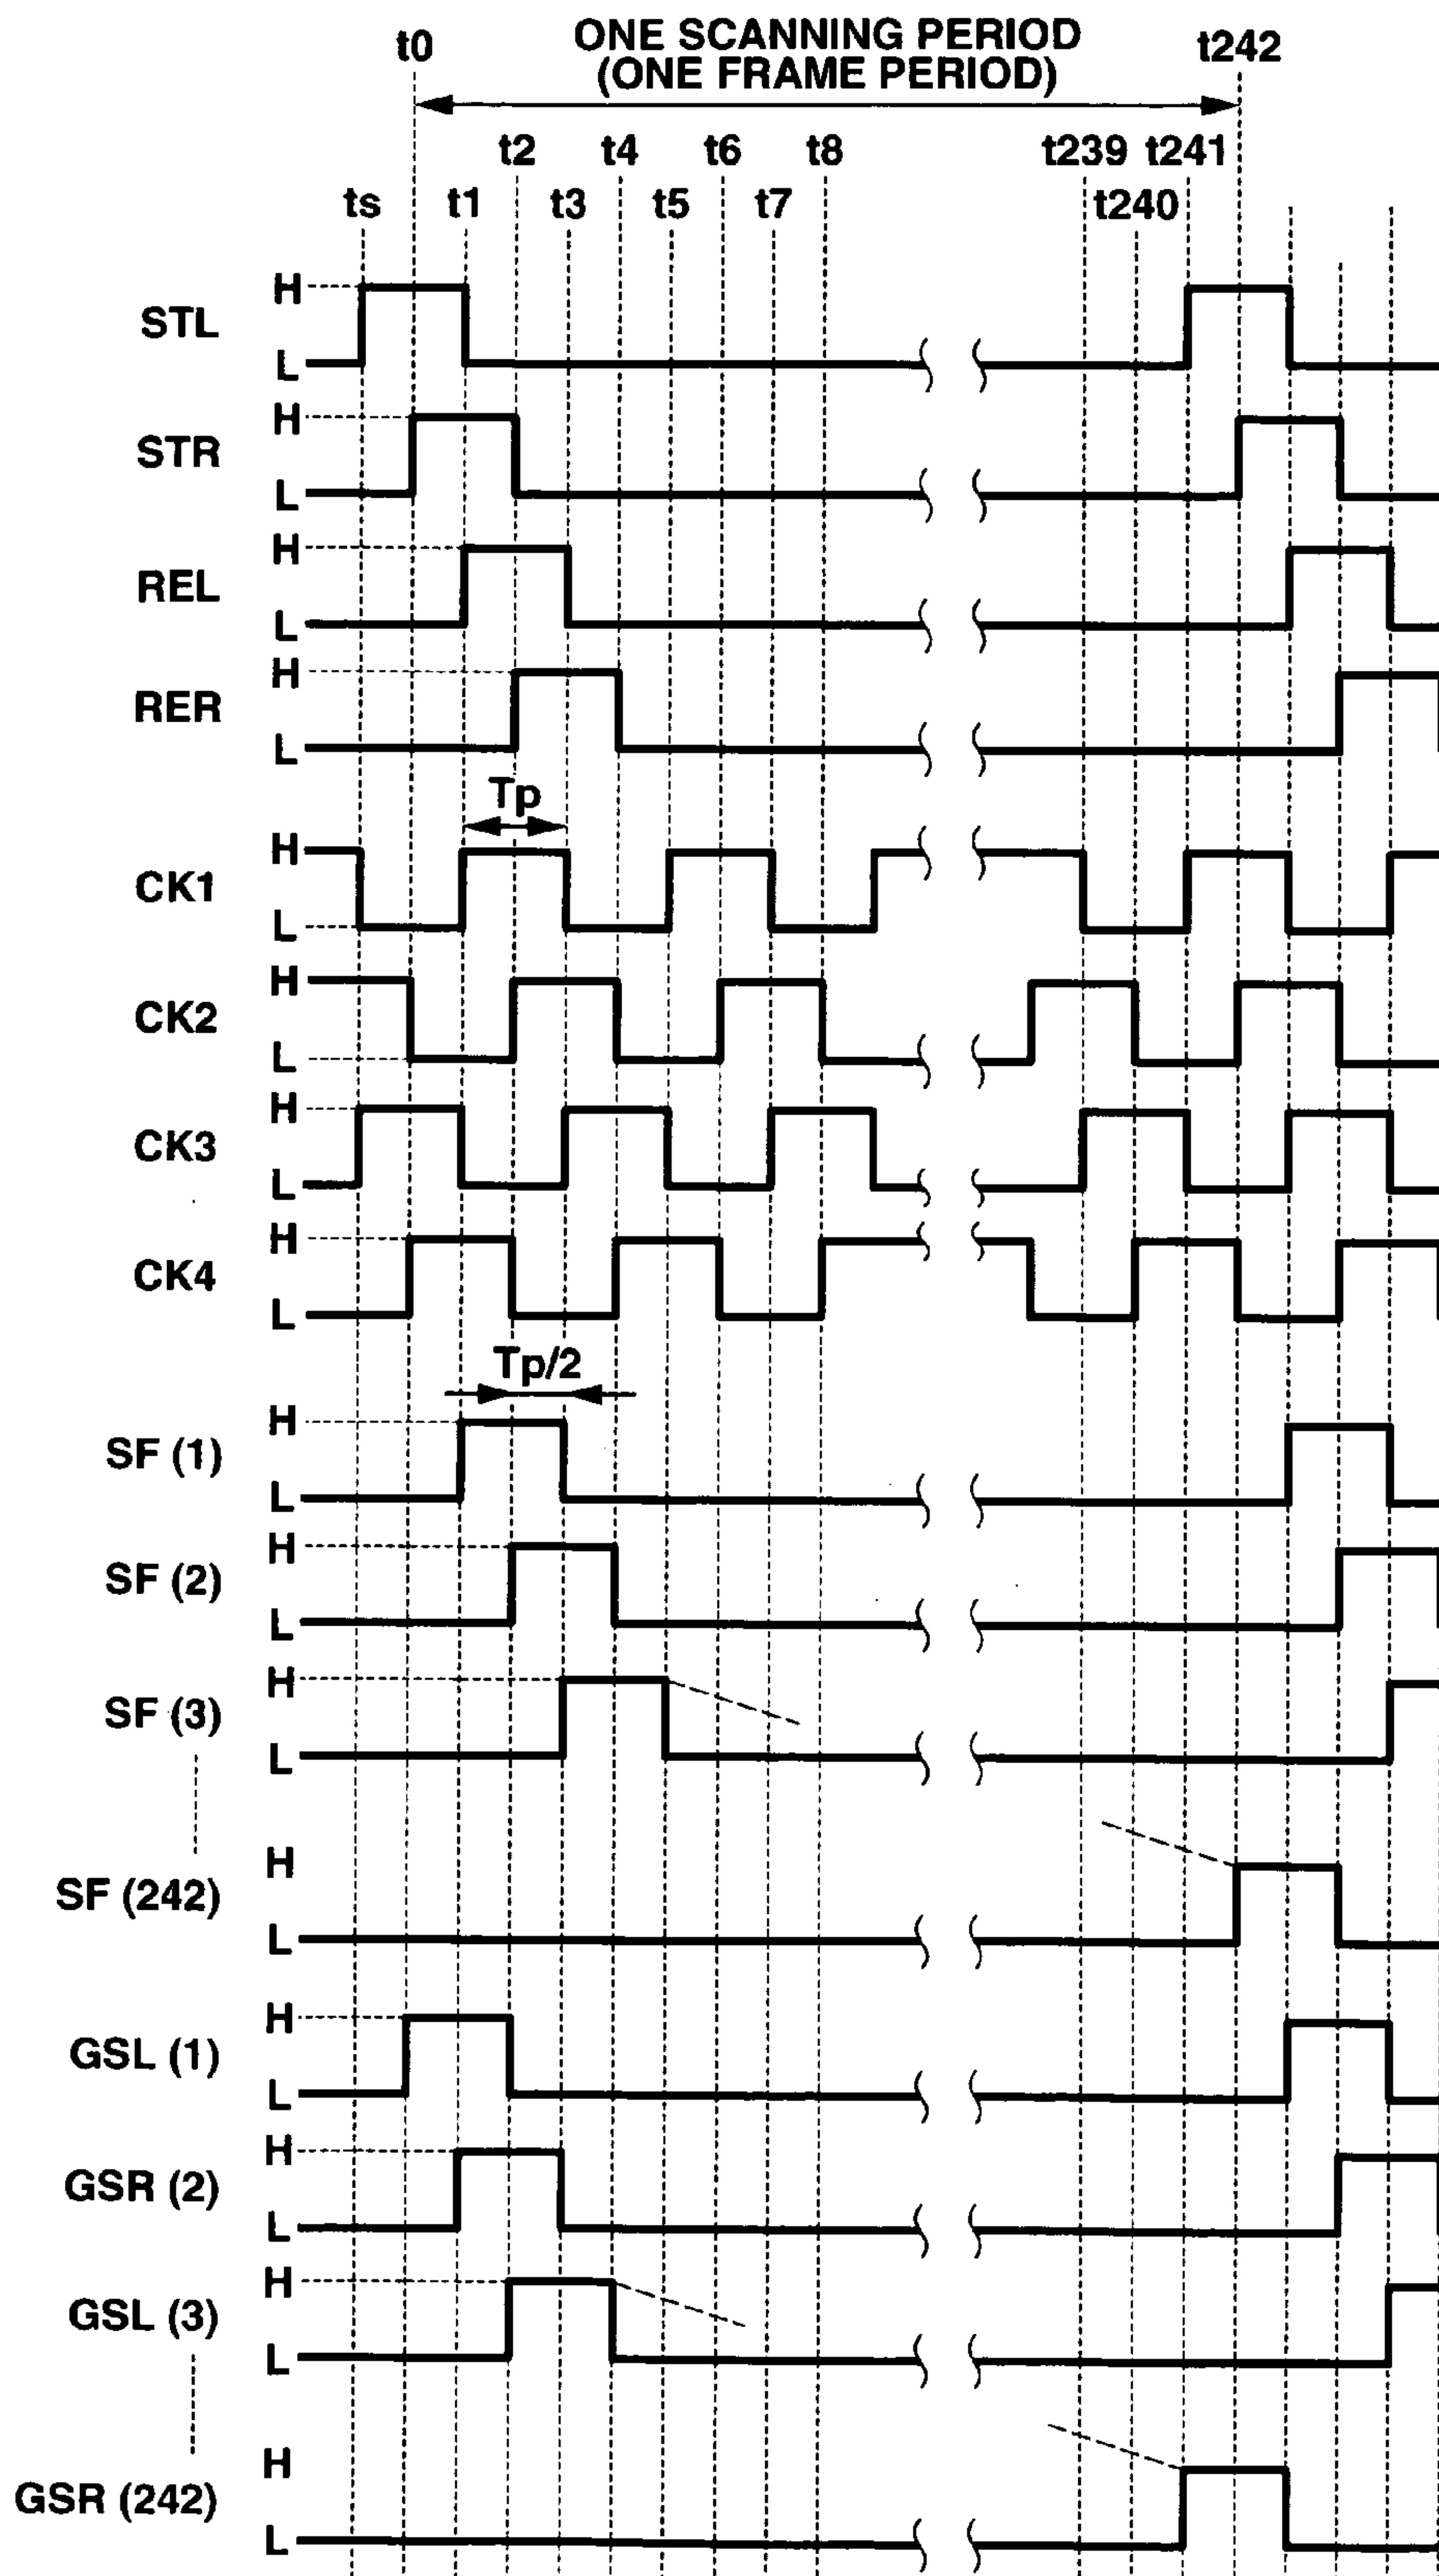 ONE SCANNING PERIOD
(ONE FRAME PERIOD)
t0
t242
t2 t4 t6 t8 t239 t241
ts t1 t3 t5 t7 t240
H
STL
L
H
STR
L
H
REL
L
H
RER
L
Tp
H
CK1
L
H
CK2
L
H
CK3
L
H
CK4
L
Tp/2
H
SF (1)
L
H
SF (2)
L
H
SF (3)
L
H
SF (242)
L
H
GSL (1)
L
H
GSR (2)
L
H
GSL (3)
L
H
GSR (242)
L